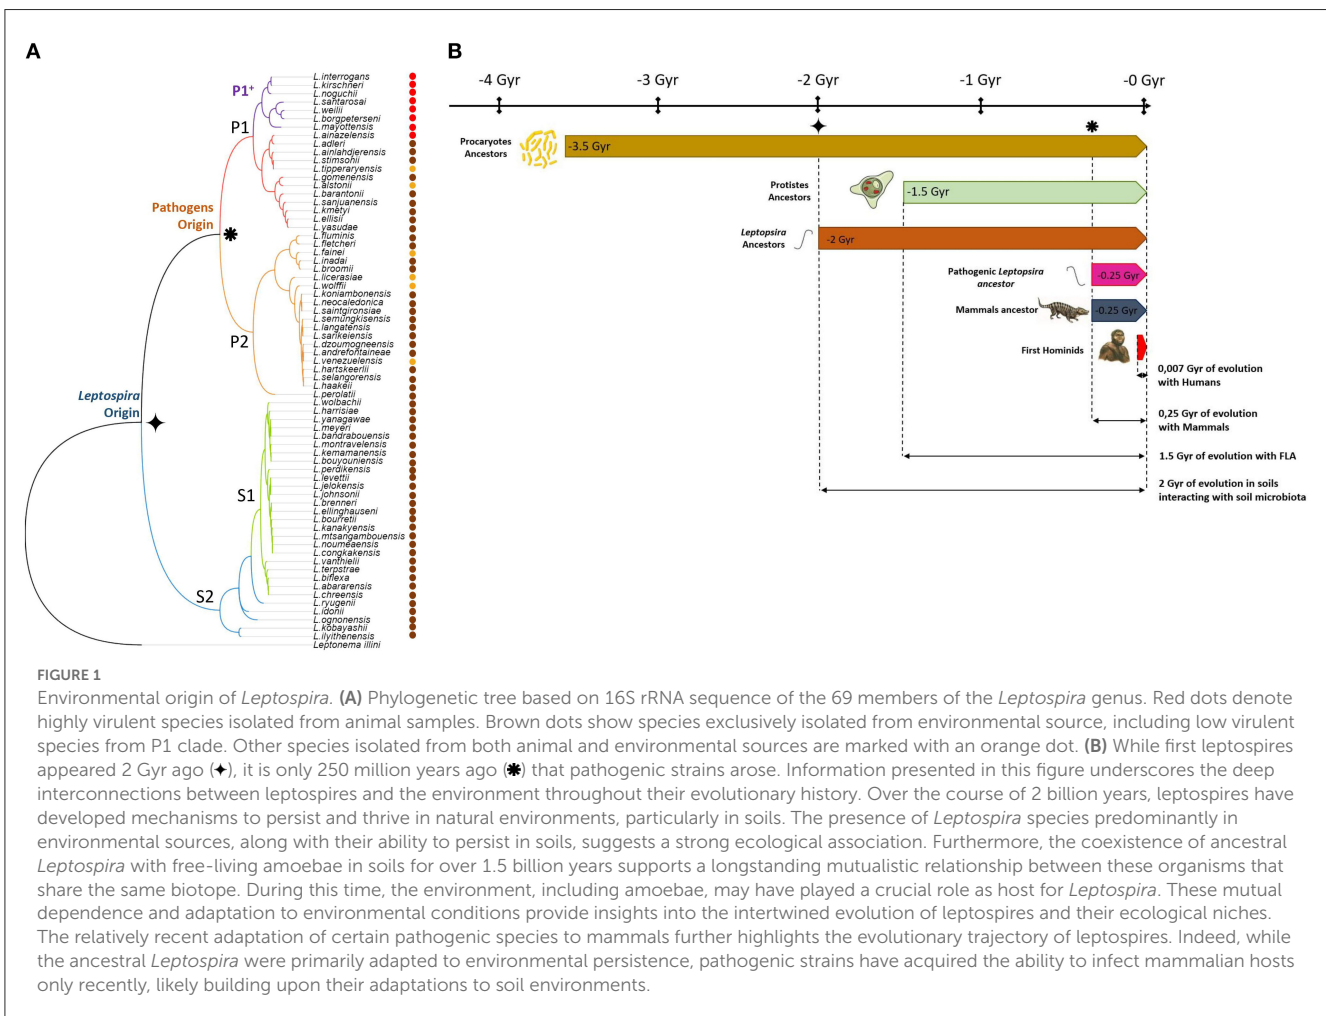 A
L.interrogans
L.kirschneri
L.noguchii
L.santarosai
L.weilii
L.borgpeterseni
L.mayottensis
L.ainazelensis
L.adleri
L.ainlahdjerensis
L.stimsonii
L.tipperaryensis
L.gomenensis
L.alstonii
L.barantonii
L.sanjuanensis
L.kmetyi
L.ellisii
L.yasudae
L.fluminis
L.fletcheri
L.fainei
L.inadai
L.broomii
L.licerasiae
L.wolffii
L.koniambonensis
L.neocaledonica
L.saintgironsiae
L.semungkisensis
L.langatensis
L.sarikeiensis
L.dzoumogneensis
L.andrefontaineae
L.venezuelensis
L.hartskeerlii
L.selangorensis
L.haakeii
L.perolatii
L.wolbachii
L.harrisiae
L.yanagawae
L.meyeri
L.bandrabouensis
L.montravelensis
L.kemamanensis
L.bouyouniensis
L.perdikensis
L.levettii
L.jelokensis
L.johnsonii
L.brenneri
L.ellinghauseni
L.bourretii
L.kanakyensis
L.mtsangambouensis
L.noumeaensis
L.congkakensis
L.vanthielii
L.terpstrae
L.biflexa
L.abararensis
L.chreensis
L.ryugenii
L.idonii
L.ognonensis
L.kobayashii
L.ilyithenensis
Leptonema illini
P1+
P1
Pathogens
Origin
P2
Leptospira
Origin
S1
S2
B
-4 Gyr
-3 Gyr
-2 Gyr
-1 Gyr
-0 Gyr
Procaryotes
Ancestors
-3.5 Gyr
Protistes
Ancestors
-1.5 Gyr
Leptospira
Ancestors
-2 Gyr
Pathogenic Leptopsira
ancestor
-0.25 Gyr
Mammals ancestor
-0.25 Gyr
First Hominids
0,007 Gyr of evolution
with Humans
0,25 Gyr of evolution
with Mammals
1.5 Gyr of evolution with FLA
2 Gyr of evolution in soils
interacting with soil microbiota
FIGURE 1
Environmental origin of Leptospira. (A) Phylogenetic tree based on 16S rRNA sequence of the 69 members of the Leptospira genus. Red dots denote
highly virulent species isolated from animal samples. Brown dots show species exclusively isolated from environmental source, including low virulent
species from P1 clade. Other species isolated from both animal and environmental sources are marked with an orange dot. (B) While first leptospires
appeared 2 Gyr ago (✦), it is only 250 million years ago (✱) that pathogenic strains arose. Information presented in this figure underscores the deep
interconnections between leptospires and the environment throughout their evolutionary history. Over the course of 2 billion years, leptospires have
developed mechanisms to persist and thrive in natural environments, particularly in soils. The presence of Leptospira species predominantly in
environmental sources, along with their ability to persist in soils, suggests a strong ecological association. Furthermore, the coexistence of ancestral
Leptospira with free-living amoebae in soils for over 1.5 billion years supports a longstanding mutualistic relationship between these organisms that
share the same biotope. During this time, the environment, including amoebae, may have played a crucial role as host for Leptospira. These mutual
dependence and adaptation to environmental conditions provide insights into the intertwined evolution of leptospires and their ecological niches.
The relatively recent adaptation of certain pathogenic species to mammals further highlights the evolutionary trajectory of leptospires. Indeed, while
the ancestral Leptospira were primarily adapted to environmental persistence, pathogenic strains have acquired the ability to infect mammalian hosts
only recently, likely building upon their adaptations to soil environments.